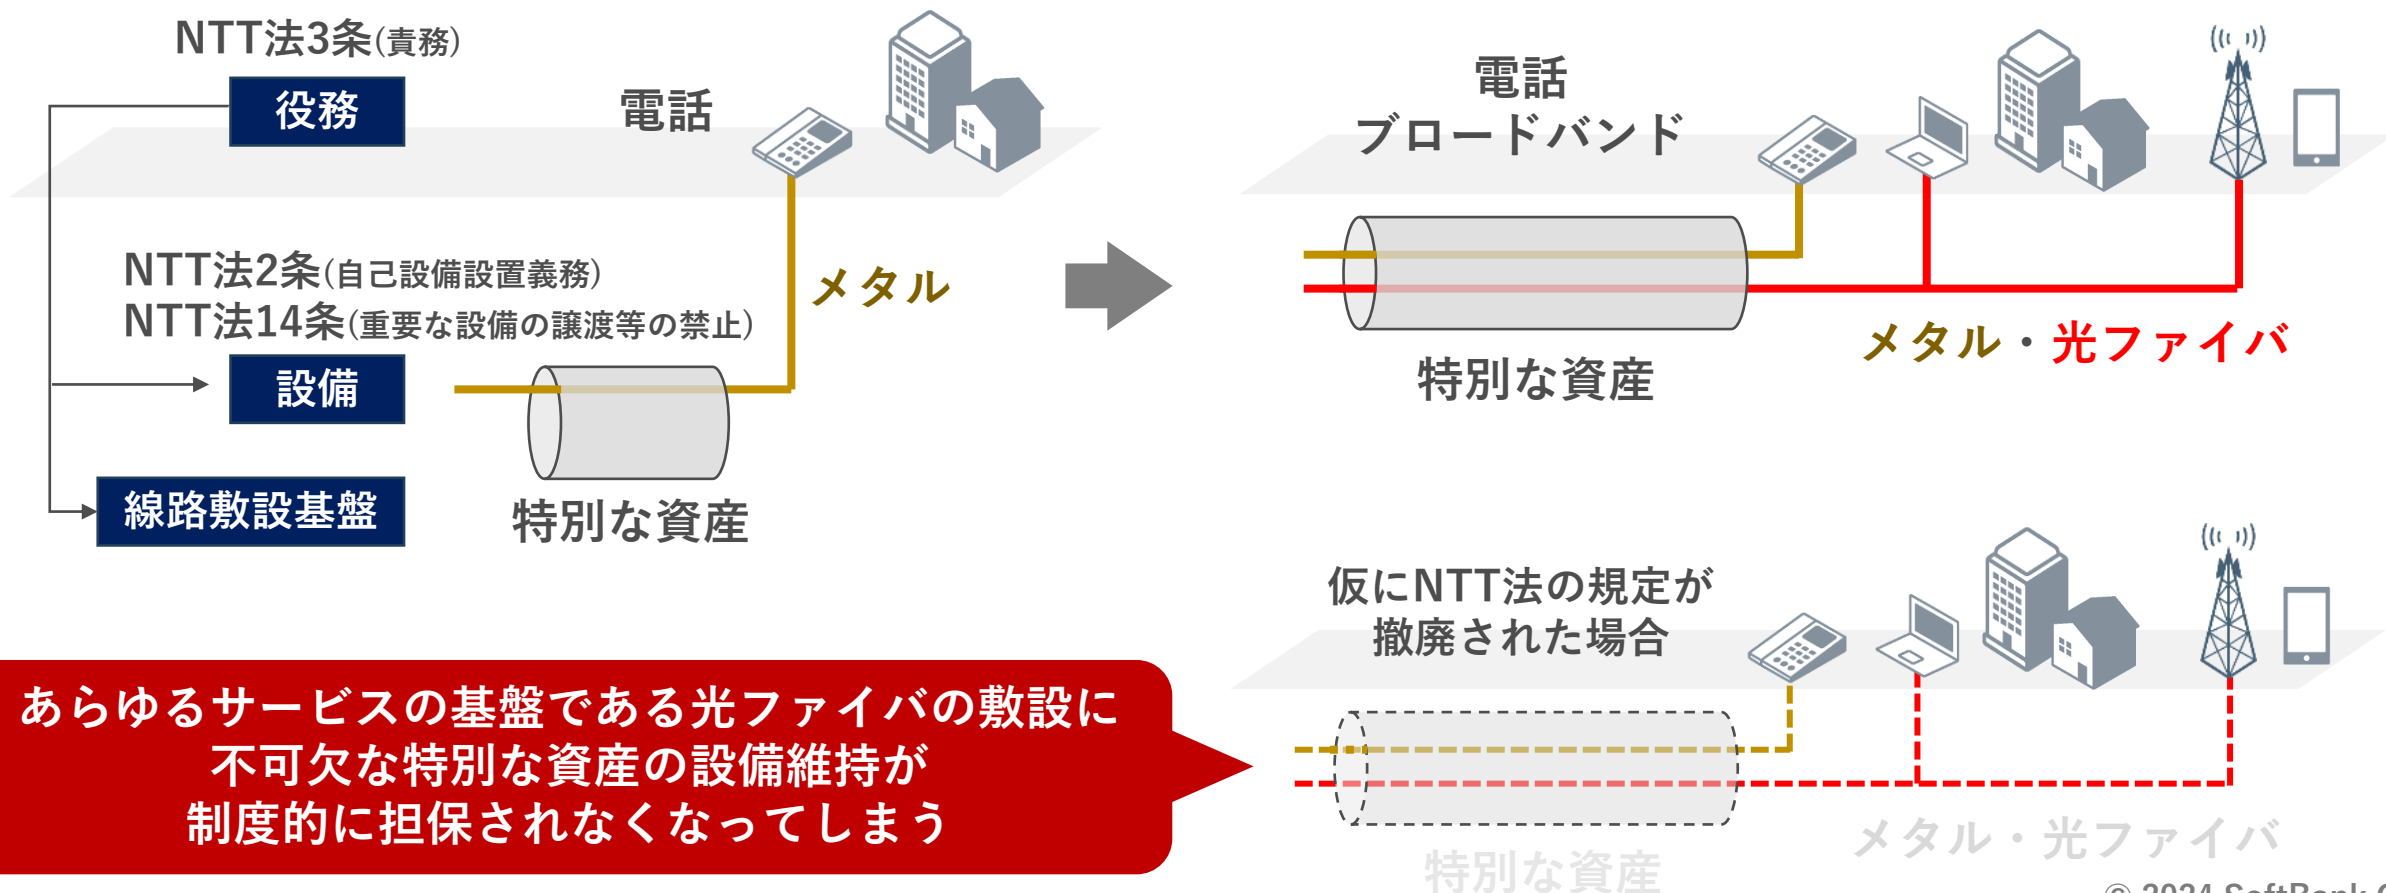 NTT法3条(責務)
役務
電話
NTT法2条(自己設備設置義務)
NTT法14条(重要な設備の譲渡等の禁止)
メタル
設備
線路敷設基盤
特別な資産
電話
ブロードバンド
メタル・光ファイバ
特別な資産
仮にNTT法の規定が
撤廃された場合
あらゆるサービスの基盤である光ファイバの敷設に
不可欠な特別な資産の設備維持が
制度的に担保されなくなってしまう
メタル・光ファイバ
特別な資産
© 2024 SoftBank